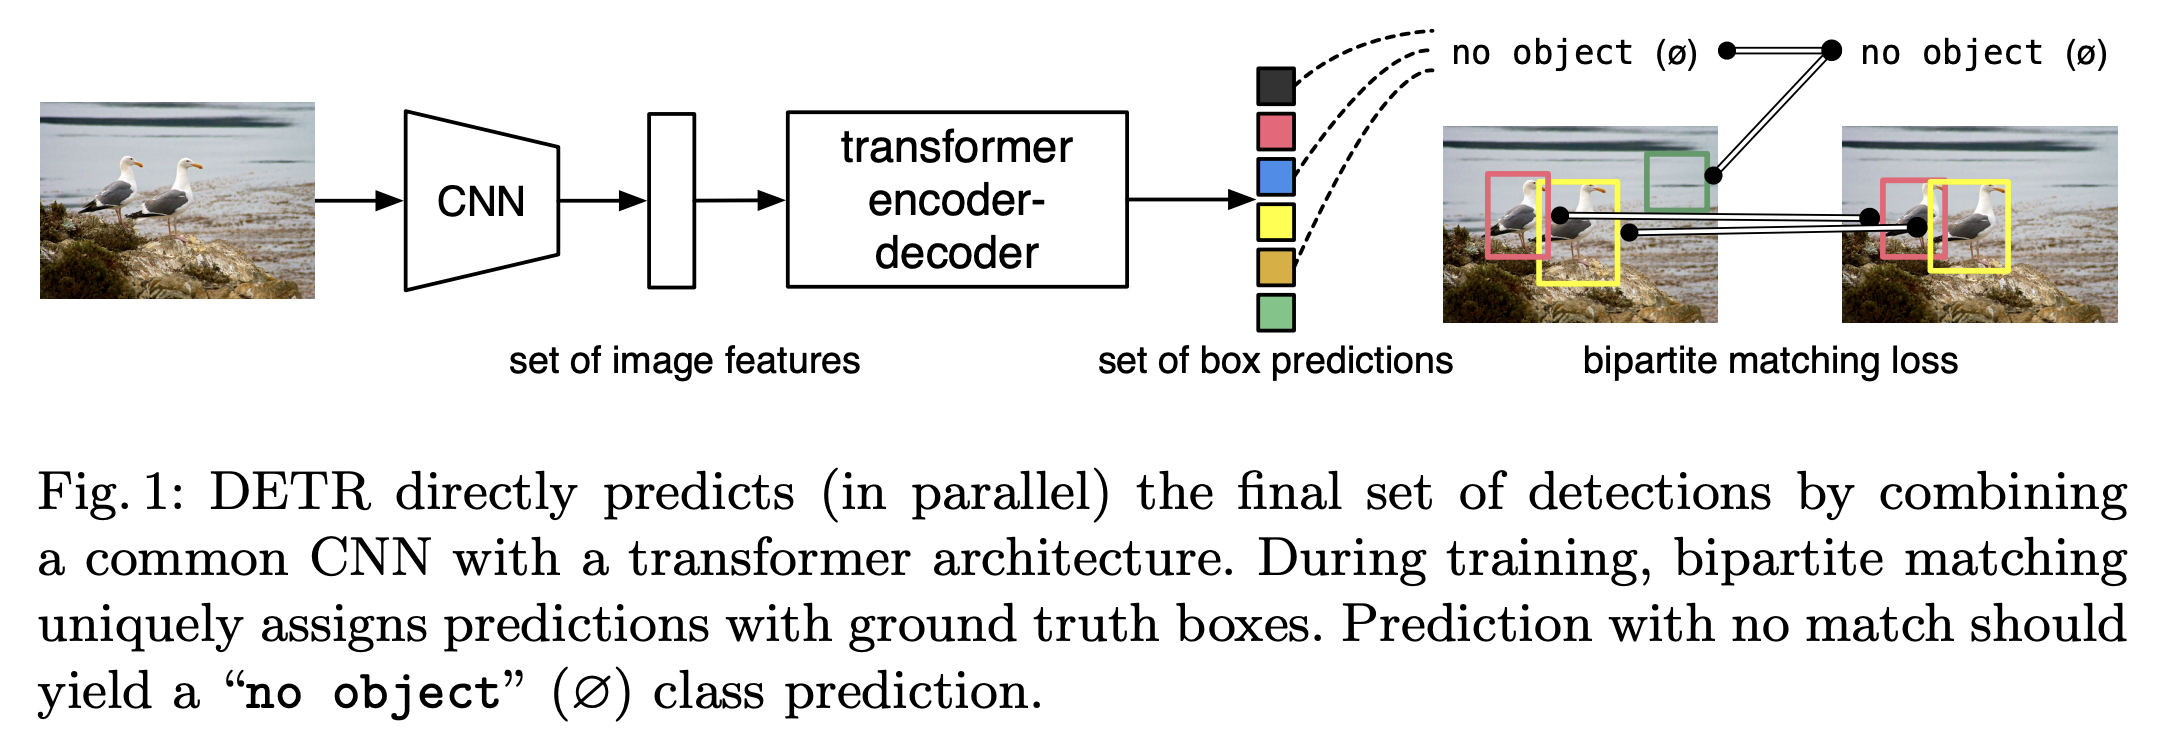 no object (ø)
no object (ø)
CNN
transformer
encoder-
decoder
set of image features
set of box predictions
bipartite matching loss
Fig. 1: DETR directly predicts (in parallel) the final set of detections by combining
a common CNN with a transformer architecture. During training, bipartite matching
uniquely assigns predictions with ground truth boxes. Prediction with no match should
yield a “no object” (∅) class prediction.